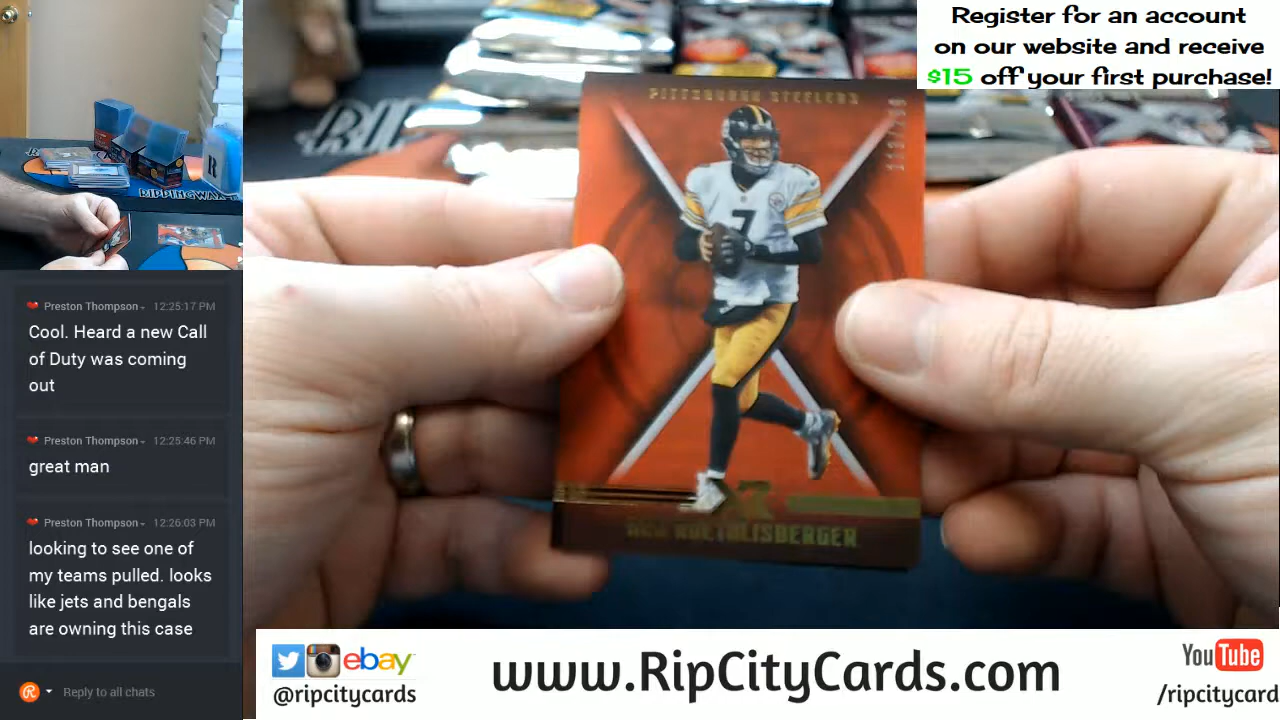 Register for an account
on our website and receive
$15 off your first purchase!
PITTSBURGH STEELERS
7
BEN ROETHLISBERGER
R
RIPPINGWAX
Preston Thompson 12:25:17 PM
Cool. Heard a new Call
of Duty was coming
out
Preston Thompson 12:25:46 PM
great man
Preston Thompson 12:26:03 PM
looking to see one of
my teams pulled. looks
like jets and bengals
are owning this case
Reply to all chats
ebay
@ripcitycards
www.RipCityCards.com
YouTube
/ripcitycard